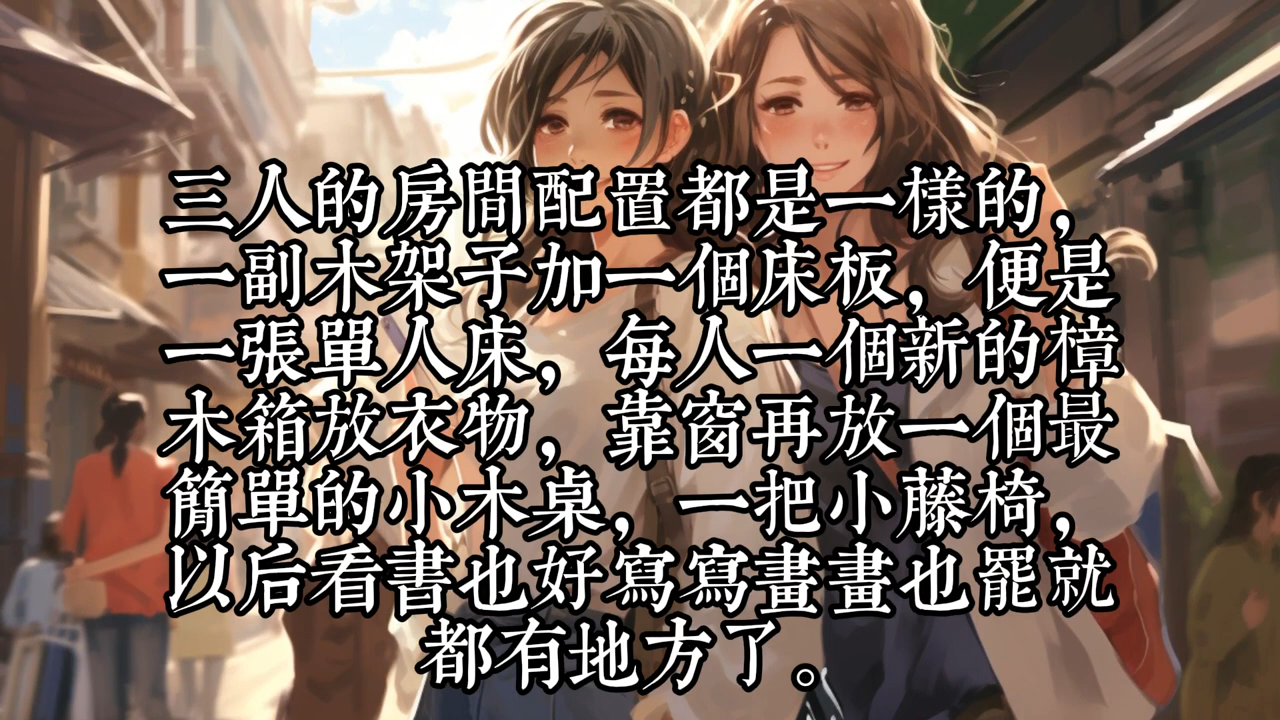 三人的房間配置都是一樣的，
一副木架子加一個床板，便是
一張單人床，每人一個新的樟
木箱放衣物，靠窗再放一個最
簡單的小木桌，一把小藤椅，
以后看書也好寫寫畫畫也罷就
都有地方了。